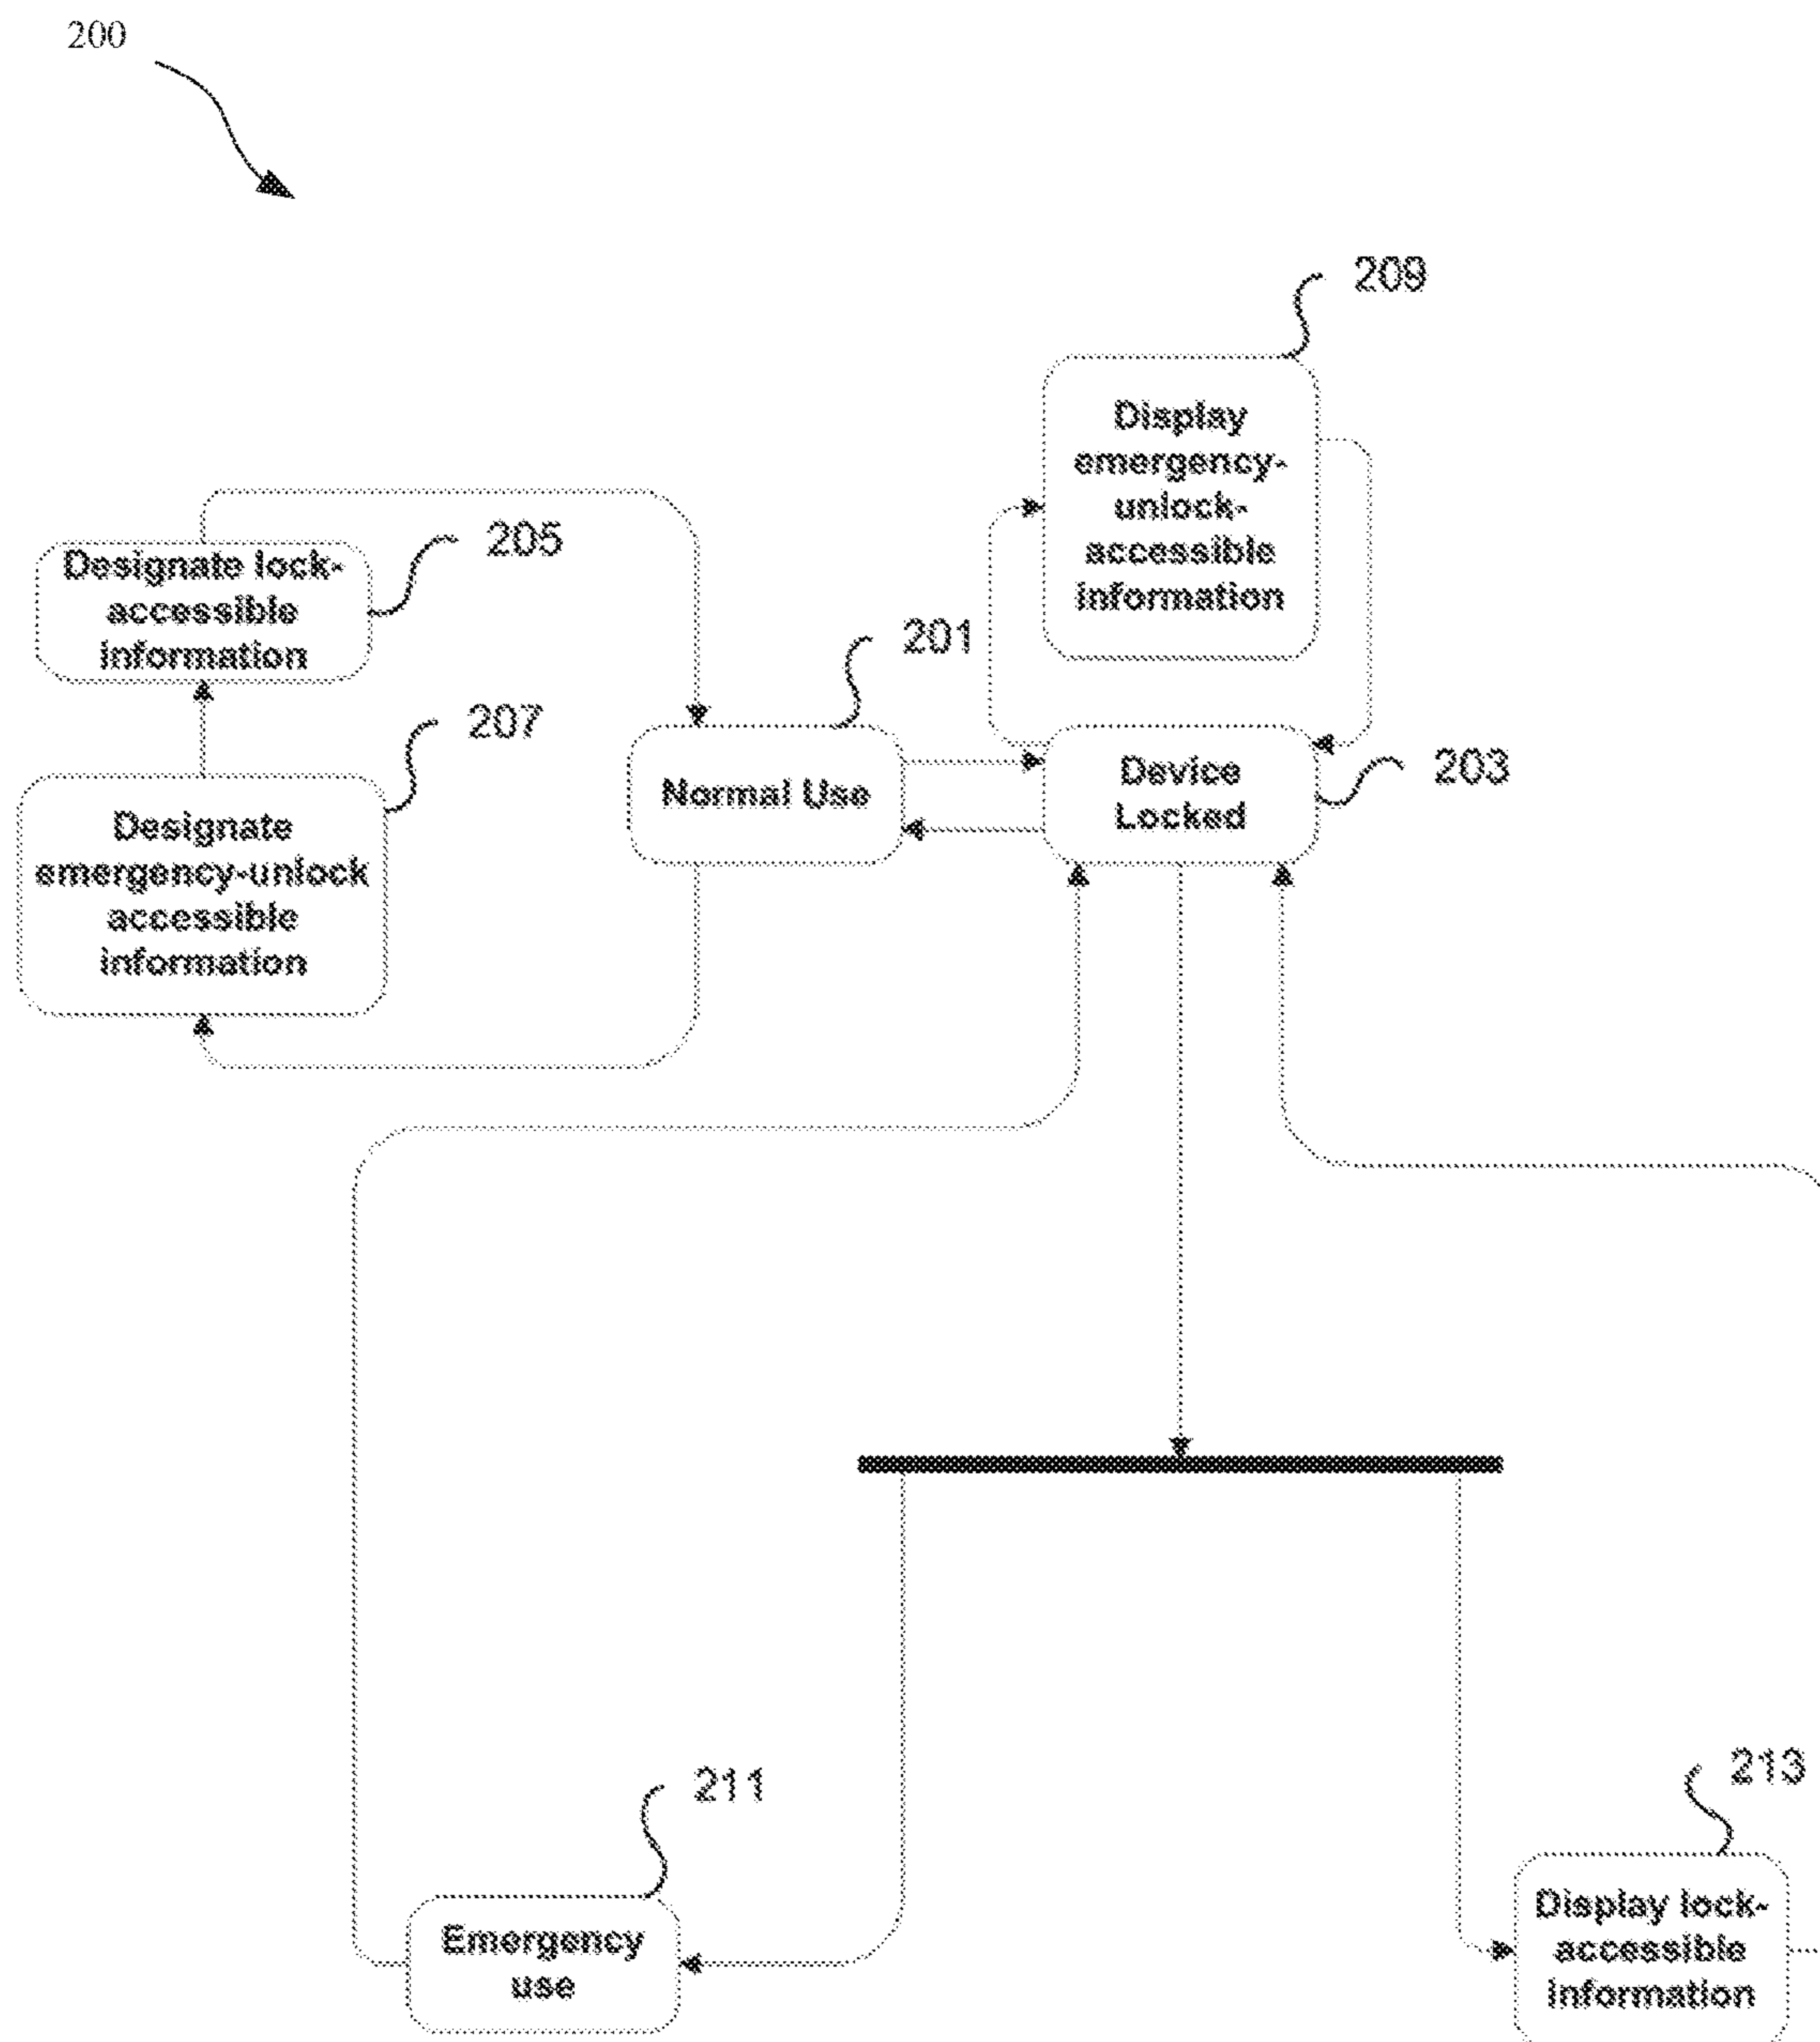 200
209
Display
emergency-
unlock-
accessible
information
205
Designate lock-
accessible
information
201
207
Normal Use
Device
Locked
203
Designate
emergency-unlock
accessible
information
211
213
Emergency
use
Display lock-
accessible
information